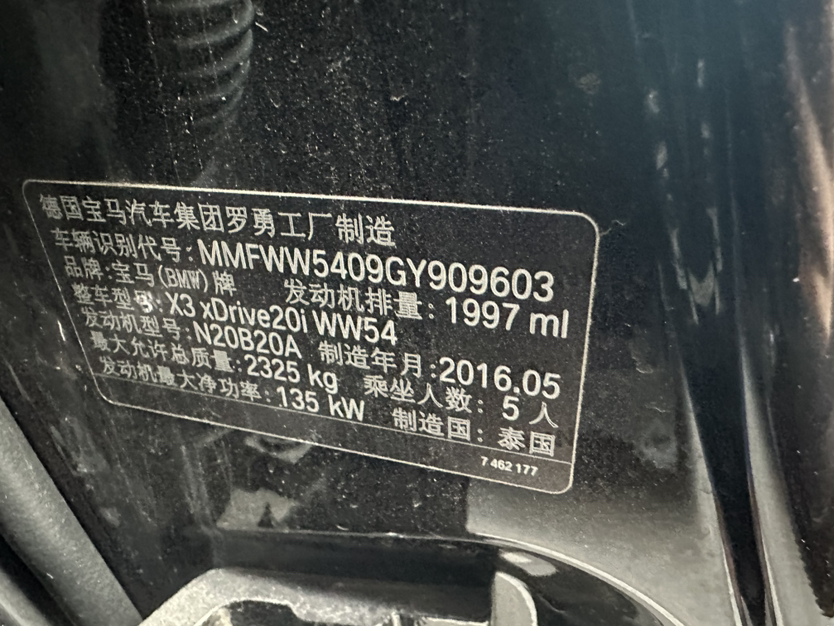 德国宝马汽车集团罗勇工厂制造
车辆识别代号: MMFWW5409GY909603
品牌: 宝马(BMW)牌 发动机排量: 1997 ml
整车型号: X3 xDrive20i WW54
发动机型号: N20B20A 制造年月: 2016.05
最大允许总质量: 2325 kg 乘坐人数: 5 人
发动机最大净功率: 135 kW 制造国: 泰国
7 462 177